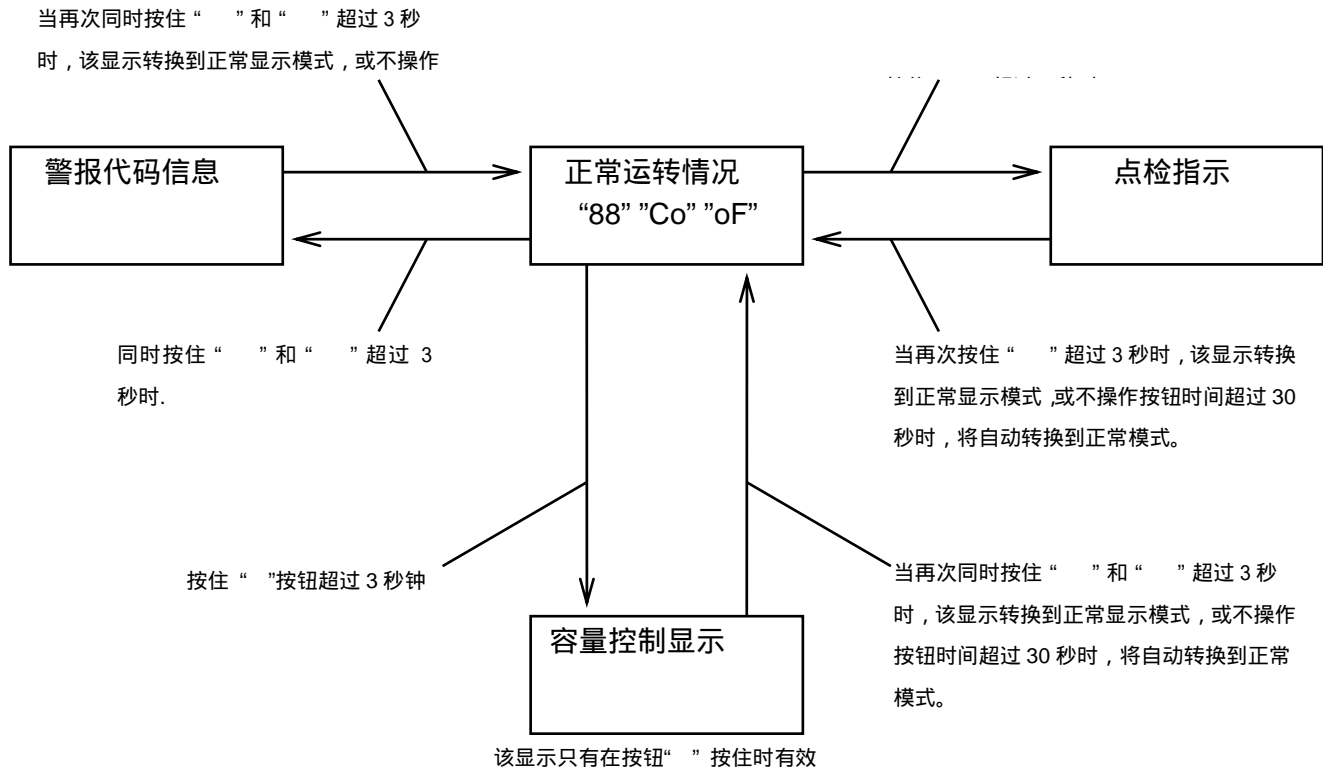 当再次同时按住“ ”和“ ”超过 3 秒
时，该显示转换到正常显示模式，或不操作
警报代码信息
正常运转情况
“88” ”Co” ”oF”
点检指示
同时按住“ ”和“ ”超过 3
秒时.
当再次按住“ ”超过 3 秒时，该显示转换
到正常显示模式，或不操作按钮时间超过 30
秒时，将自动转换到正常模式。
按住 “ ”按钮超过 3 秒钟
当再次同时按住“ ”和“ ”超过 3 秒
时，该显示转换到正常显示模式，或不操作
按钮时间超过 30 秒时，将自动转换到正常
模式。
容量控制显示
该显示只有在按钮“ ” 按住时有效